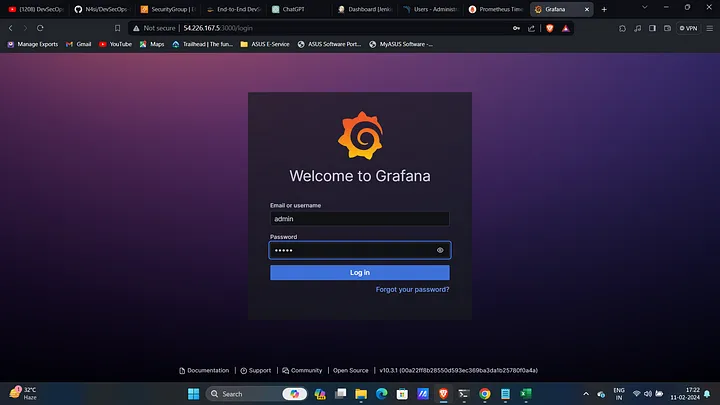 (1208) DevSecOps
N4si/DevSecOps
SecurityGroup | E
End-to-End DevS
ChatGPT
Dashboard [Jenki
Users - Administr
Prometheus Time
Grafana
Not secure | 54.226.167.5:3000/login
VPN
Manage Exports
Gmail
YouTube
Maps
Trailhead | The fun...
ASUS E-Service
ASUS Software Port...
MyASUS Software -...
Welcome to Grafana
Email or username
admin
Password
•••••
Log in
Forgot your password?
Documentation | Support | Community | Open Source | v10.3.1 (00a22ff8b28550d593ec369ba3da1b25780f0a4a)
1
32°C
Haze
Search
ENG
IN
17:22
11-02-2024